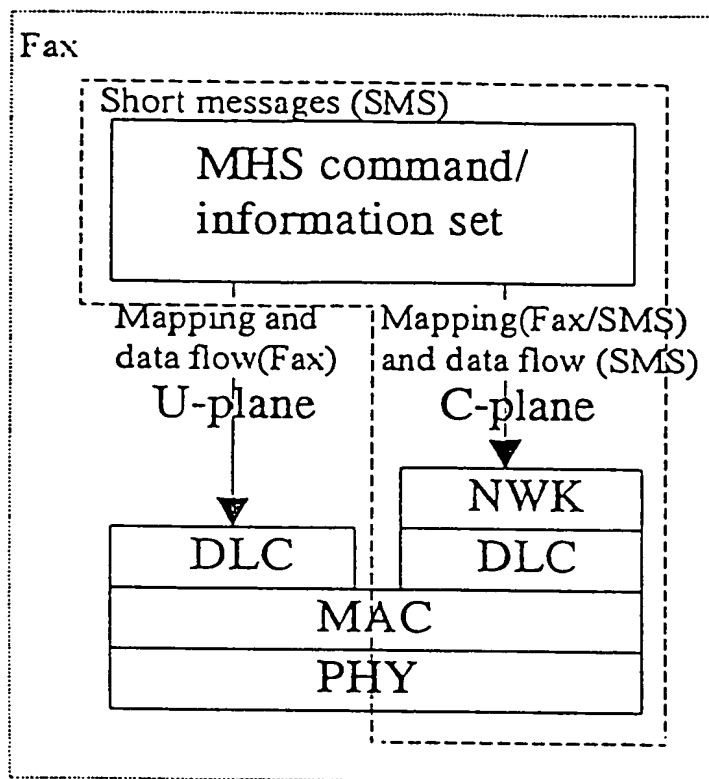 Fax
Short messages (SMS)
MHS command/
information set
Mapping and
data flow(Fax)
U-plane
Mapping(Fax/SMS)
and data flow (SMS)
C-plane
NWK
DLC
DLC
MAC
PHY